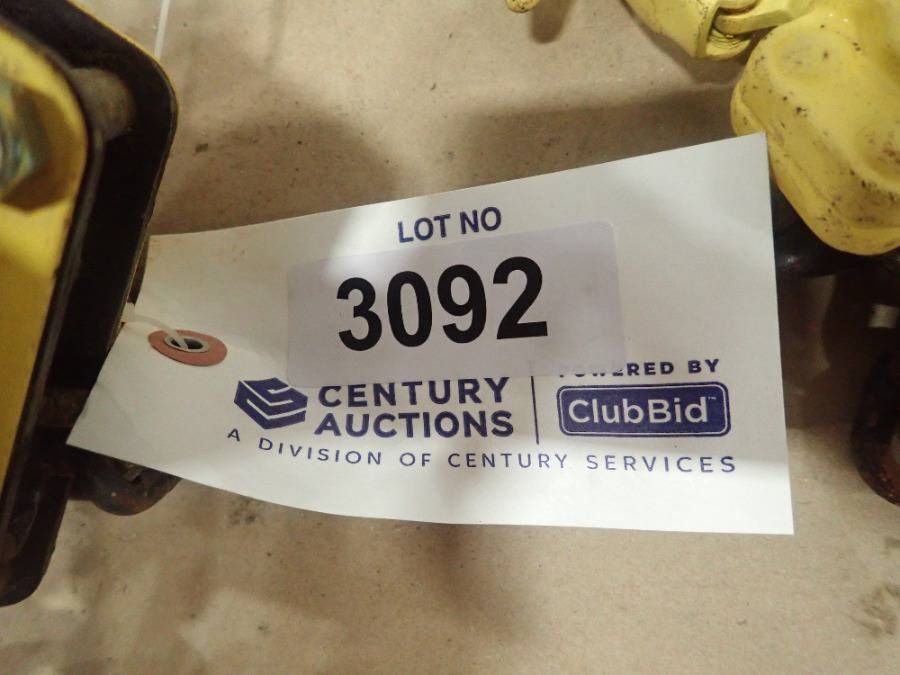 LOT NO
3092
CENTURY AUCTIONS
POWERED BY
ClubBid™
A DIVISION OF CENTURY SERVICES